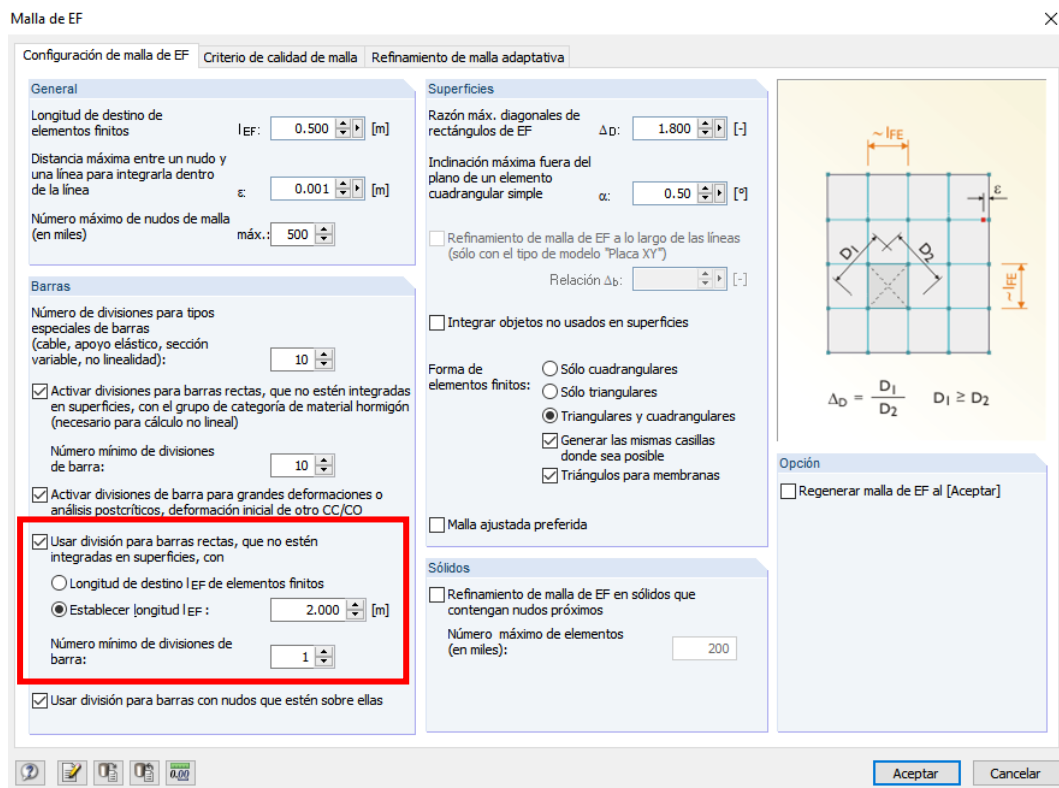 Malla de EF
Configuración de malla de EF
Criterio de calidad de malla
Refinamiento de malla adaptativa
General
Longitud de destino de
elementos finitos
lEF:
0.500
[m]
Distancia máxima entre un nudo y
una línea para integrarla dentro
de la línea
ε:
0.001
[m]
Número máximo de nudos de malla
(en miles)
máx.:
500
Barras
Número de divisiones para tipos
especiales de barras
(cable, apoyo elástico, sección
variable, no linealidad):
10
Activar divisiones para barras rectas, que no estén integradas
en superficies, con el grupo de categoría de material hormigón
(necesario para cálculo no lineal)
Número mínimo de divisiones
de barra:
10
Activar divisiones de barra para grandes deformaciones o
análisis postcríticos, deformación inicial de otro CC/CO
Usar división para barras rectas, que no estén
integradas en superficies, con
Longitud de destino lEF de elementos finitos
Establecer longitud lEF :
2.000
[m]
Número mínimo de divisiones de
barra:
1
Usar división para barras con nudos que estén sobre ellas
Superficies
Razón máx. diagonales de
rectángulos de EF
ΔD:
1.800
[-]
Inclinación máxima fuera del
plano de un elemento
cuadrangular simple
α:
0.50
[°]
Refinamiento de malla de EF a lo largo de las líneas
(sólo con el tipo de modelo "Placa XY")
Relación Δb:
[-]
Integrar objetos no usados en superficies
Forma de
elementos finitos:
Sólo cuadrangulares
Sólo triangulares
Triangulares y cuadrangulares
Generar las mismas casillas
donde sea posible
Triángulos para membranas
Malla ajustada preferida
Sólidos
Refinamiento de malla de EF en sólidos que
contengan nudos próximos
Número máximo de elementos
(en miles):
200
~ lFE
ε
D1
D2
~ lFE
ΔD = D1 / D2 D1 ≥ D2
Opción
Regenerar malla de EF al [Aceptar]
0.00
Aceptar
Cancelar